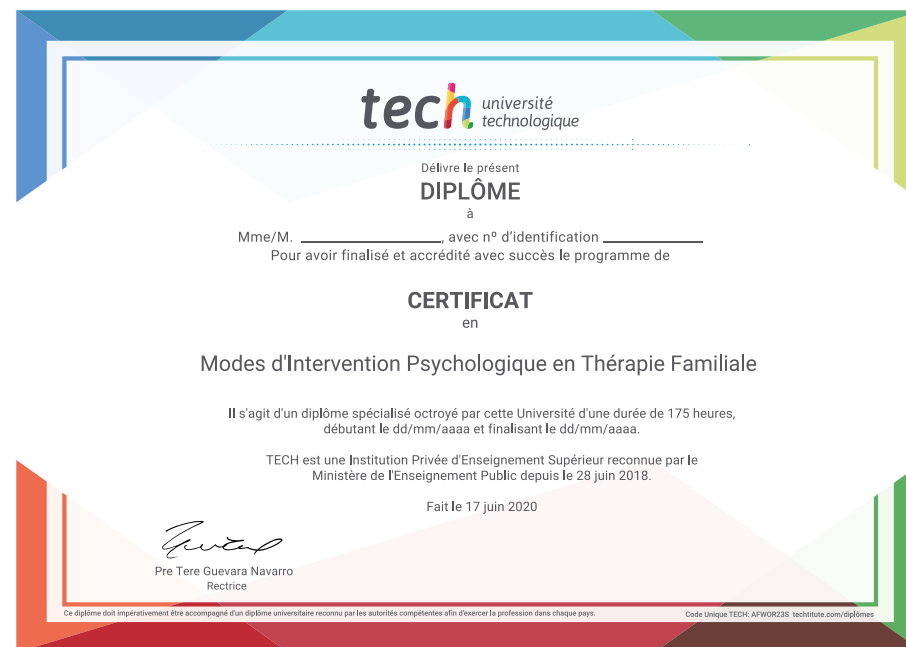 tech université
technologique
Délivre le présent
DIPLÔME
à
Mme/M. ____________________, avec nº d'identification ______________
Pour avoir finalisé et accrédité avec succès le programme de
CERTIFICAT
en
Modes d'Intervention Psychologique en Thérapie Familiale
Il s'agit d'un diplôme spécialisé octroyé par cette Université d'une durée de 175 heures,
débutant le dd/mm/aaaa et finalisant le dd/mm/aaaa.
TECH est une Institution Privée d'Enseignement Supérieur reconnue par le
Ministère de l'Enseignement Public depuis le 28 juin 2018.
Fait le 17 juin 2020
Pre Tere Guevara Navarro
Rectrice
Ce diplôme doit impérativement être accompagné d'un diplôme universitaire reconnu par les autorités compétentes afin d'exercer la profession dans chaque pays.
Code Unique TECH: AFWOR23S techtitute.com/diplômes